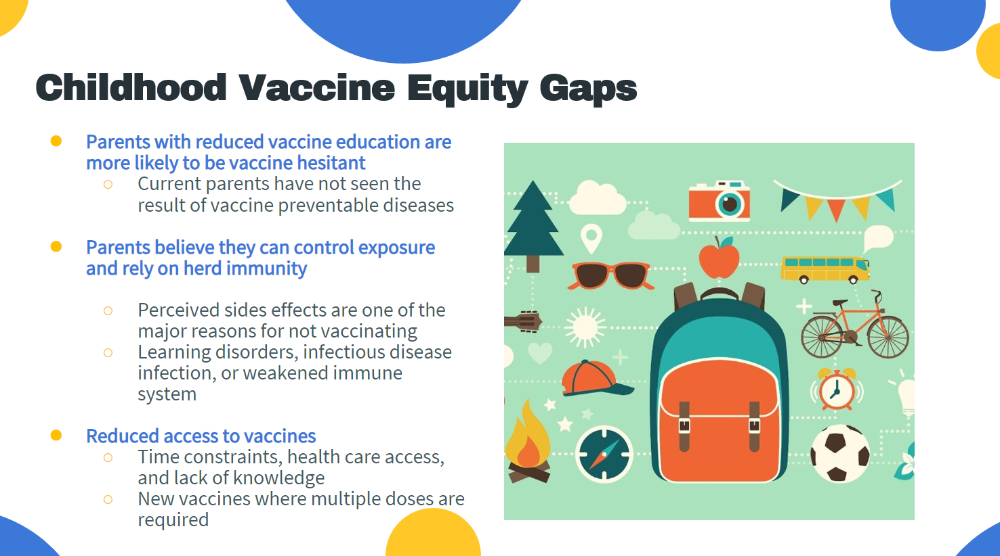 Childhood Vaccine Equity Gaps
Parents with reduced vaccine education are
more likely to be vaccine hesitant
Current parents have not seen the
result of vaccine preventable diseases
Parents believe they can control exposure
and rely on herd immunity
Perceived sides effects are one of the
major reasons for not vaccinating
Learning disorders, infectious disease
infection, or weakened immune
system
Reduced access to vaccines
Time constraints, health care access,
and lack of knowledge
New vaccines where multiple doses are
required